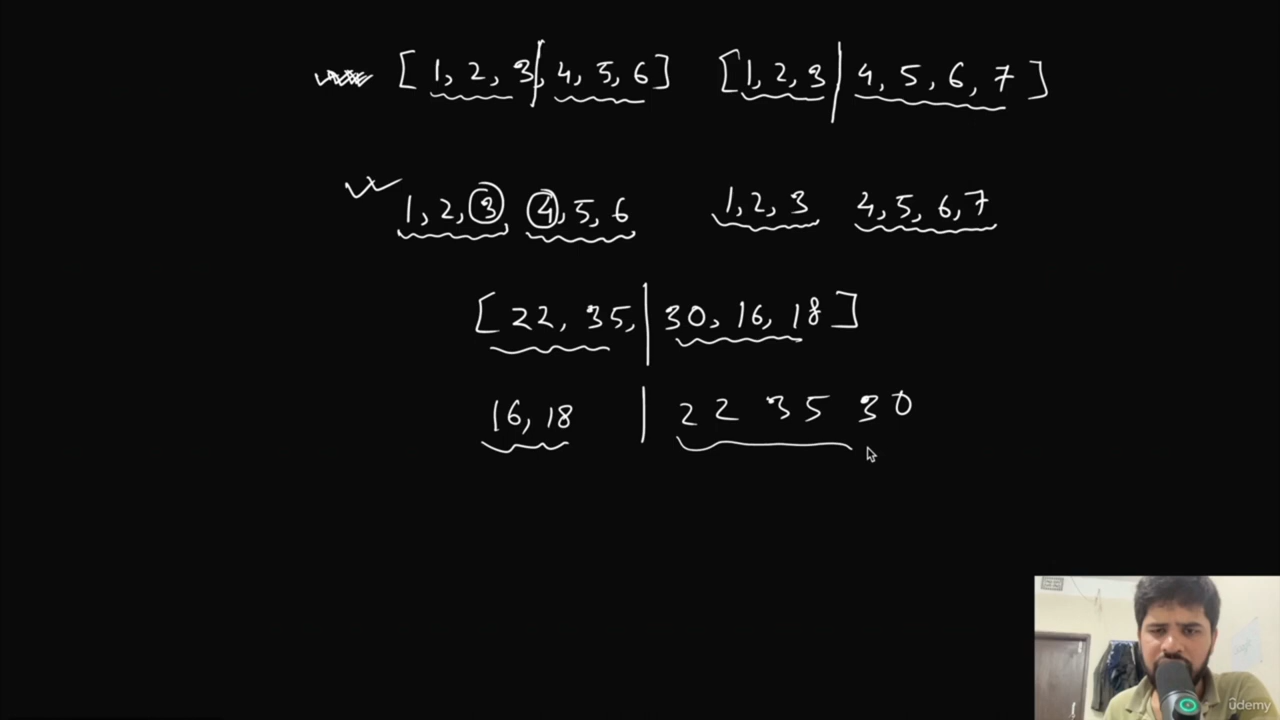 [1, 2, 3, 4, 5, 6] [1, 2, 3 4, 5, 6, 7]
1, 2, 3 4, 5, 6 1, 2, 3 4, 5, 6, 7
[22, 35, 30, 16, 18]
16, 18 22 35 30
udemy